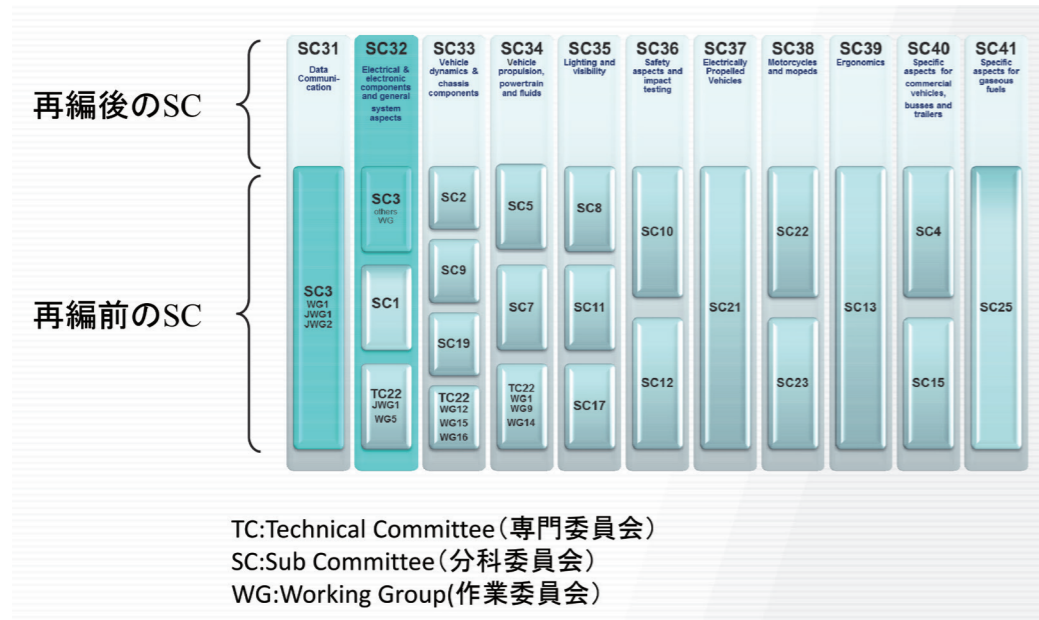 再編後のSC
再編前のSC
SC31
Data
Communi-
cation
SC3
WG1
JWG1
JWG2
SC32
Electrical &
electronic
components
and general
system
aspects
SC3
others
WG
SC1
TC22
JWG1
WG5
SC33
Vehicle
dynamics &
chassis
components
SC2
SC9
SC19
TC22
WG12
WG15
WG16
SC34
Vehicle
propulsion,
powertrain
and fluids
SC5
SC7
TC22
WG1
WG9
WG14
SC35
Lighting and
visibility
SC8
SC11
SC17
SC36
Safety
aspects and
impact
testing
SC10
SC12
SC37
Electrically
Propelled
Vehicles
SC21
SC38
Motorcycles
and mopeds
SC22
SC23
SC39
Ergonomics
SC13
SC40
Specific
aspects for
commercial
vehicles,
busses and
trailers
SC4
SC15
SC41
Specific
aspects for
gaseous
fuels
SC25
TC:Technical Committee（専門委員会）
SC:Sub Committee（分科委員会）
WG:Working Group(作業委員会）